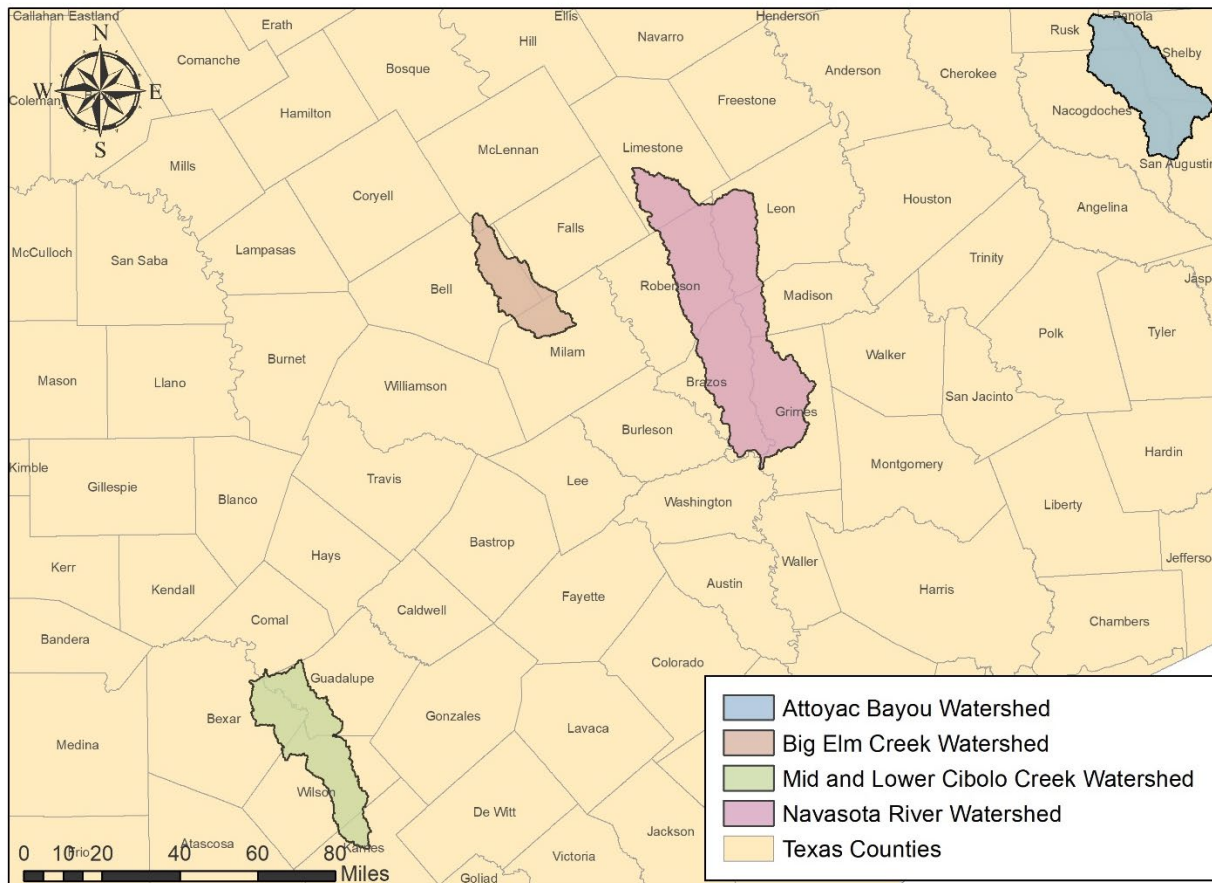 Callahan Eastland
Erath
Ellis
Henderson
Panola
Hill
Navarro
Rusk
Shelby
Comanche
Bosque
Anderson
Cherokee
N
W
E
S
Coleman
Hamilton
Freestone
Nacogdoches
McLennan
Limestone
Mills
San Augustin
Coryell
Houston
Leon
Angelina
McCulloch
San Saba
Lampasas
Falls
Trinity
Jasp
Bell
Robertson
Madison
Polk
Tyler
Burnet
Milam
Walker
Mason
Llano
Williamson
Brazos
San Jacinto
Grimes
Burleson
Hardin
Kimble
Gillespie
Blanco
Travis
Lee
Montgomery
Washington
Liberty
Bastrop
Hays
Waller
Jefferso
Kerr
Kendall
Austin
Harris
Caldwell
Fayette
Comal
Chambers
Bandera
Colorado
Guadalupe
Bexar
Gonzales
Lavaca
Medina
Wilson
De Witt
Jackson
Atascosa
Frio
Karnes
Victoria
Goliad
0 10 20 40 60 80
Miles
Attoyac Bayou Watershed
Big Elm Creek Watershed
Mid and Lower Cibolo Creek Watershed
Navasota River Watershed
Texas Counties